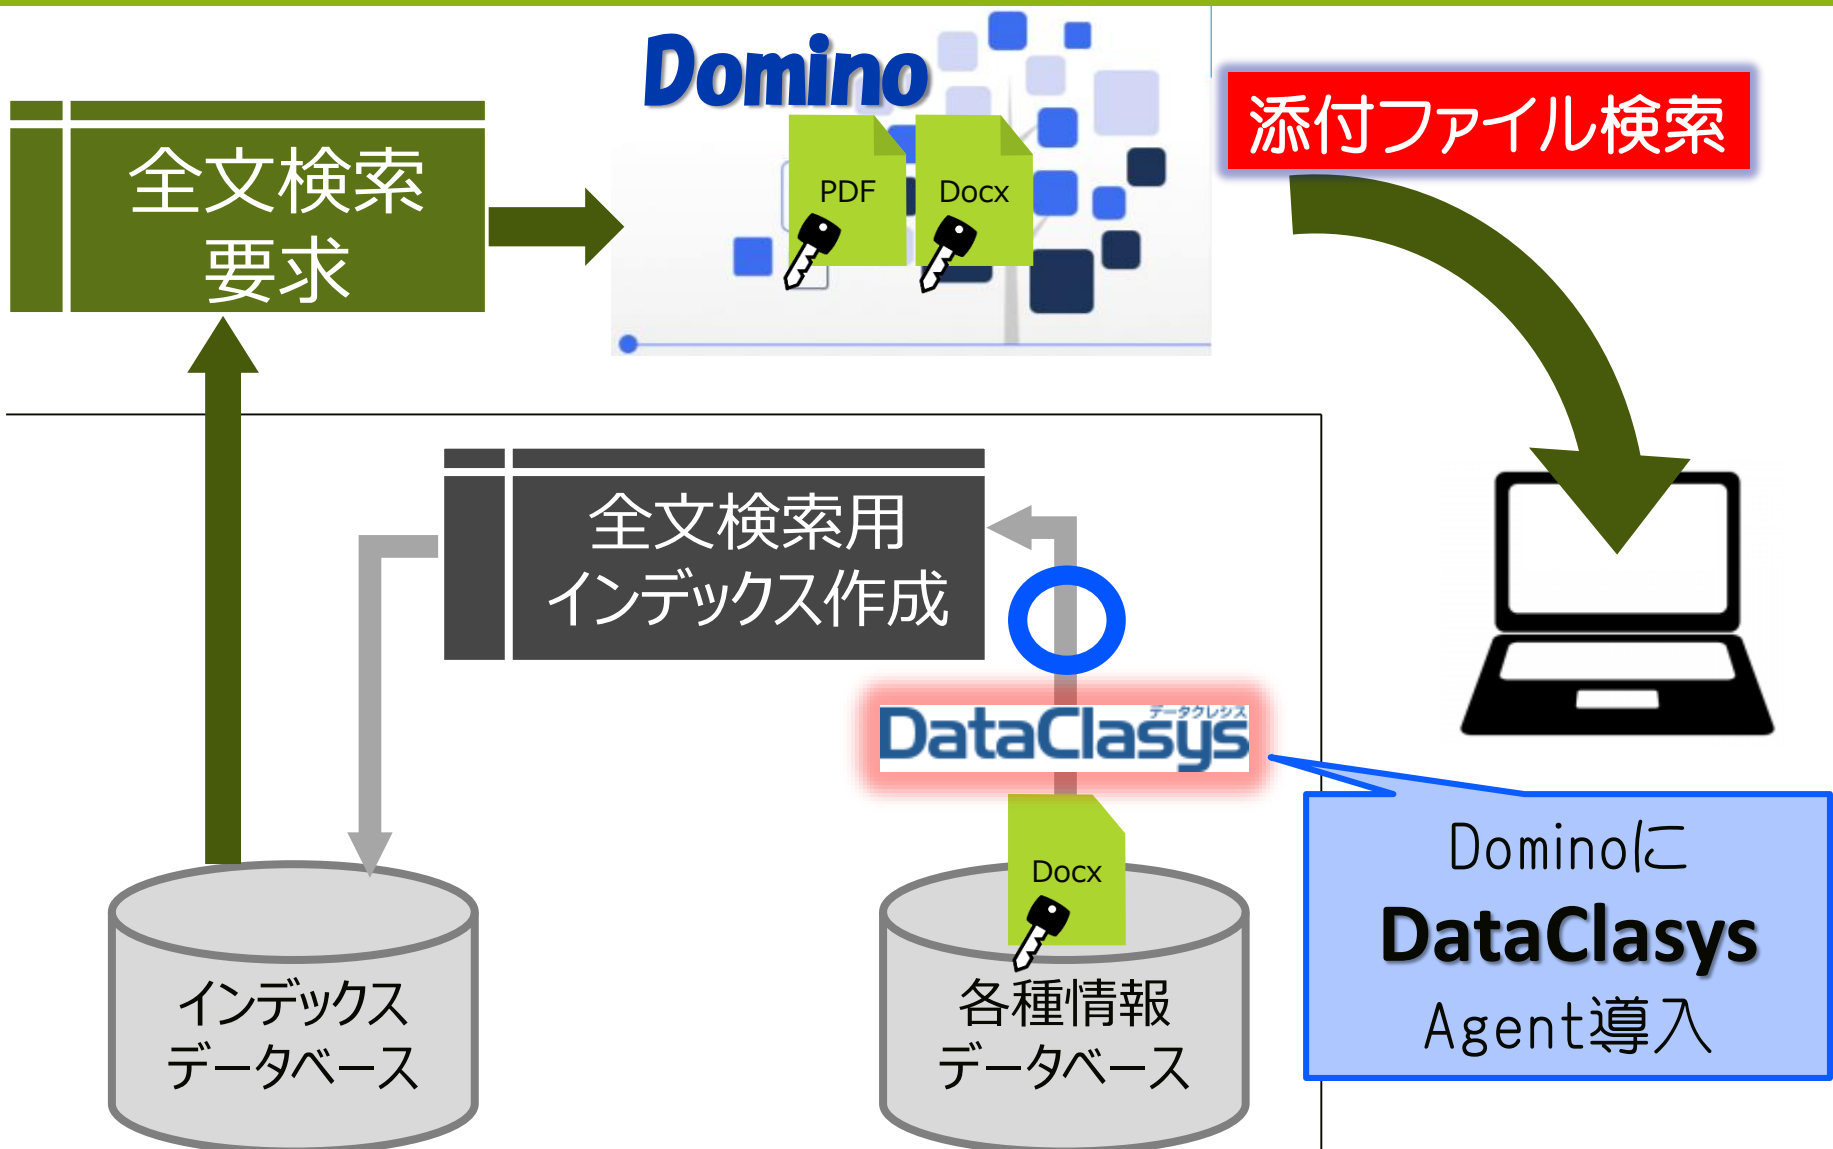 Domino
添付ファイル検索
全文検索
要求
PDF
Docx
全文検索用
インデックス作成
データクレシス
DataClasys
Docx
インデックス
データベース
各種情報
データベース
Dominoに
DataClasys
Agent導入